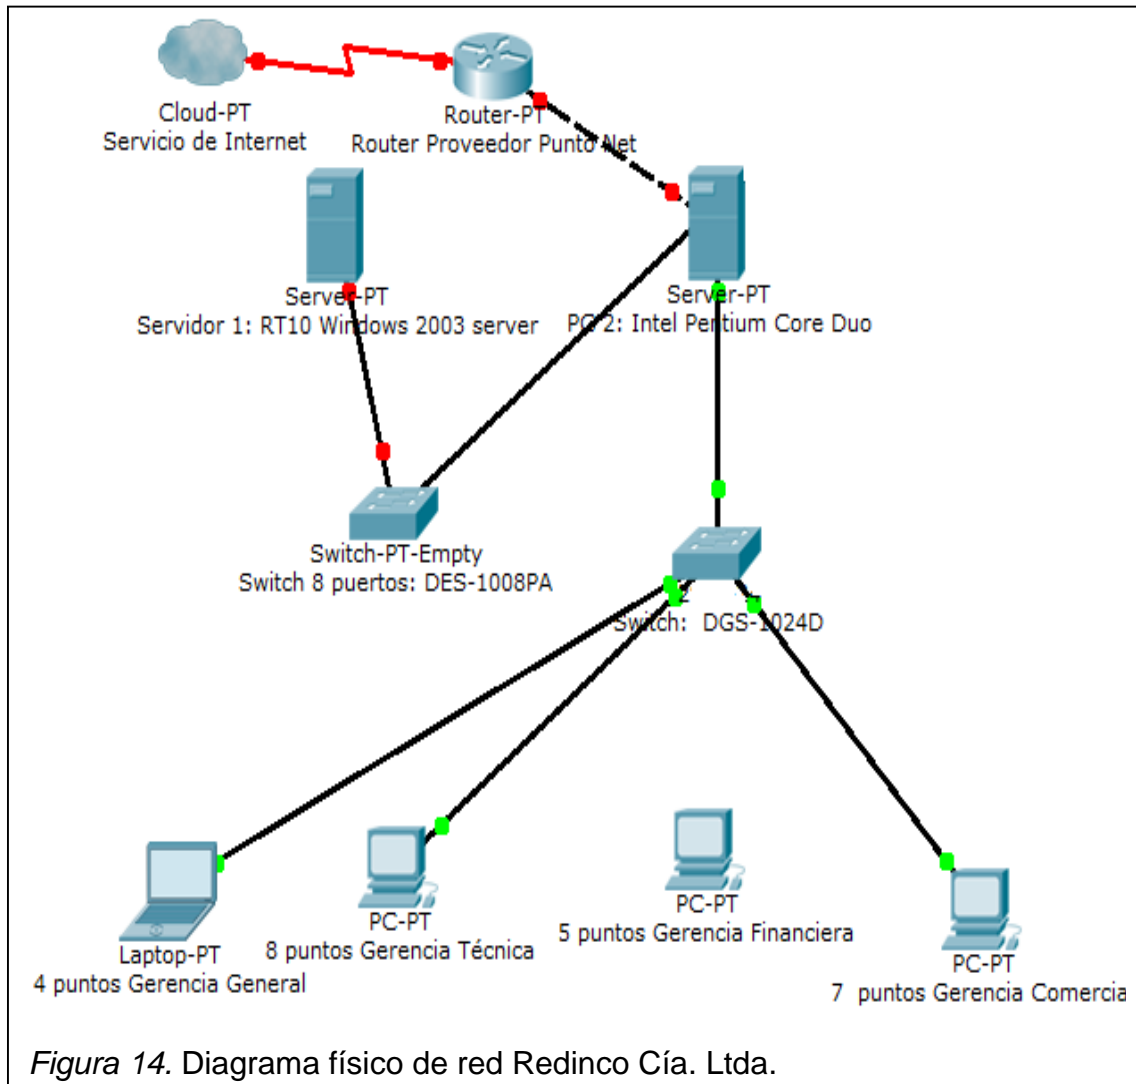 Cloud-PT
Servicio de Internet
Router-PT
Router Proveedor Punto Net
Server-PT
Servidor 1: RT10 Windows 2003 server
Server-PT
PC 2: Intel Pentium Core Duo
Switch-PT-Empty
Switch 8 puertos: DES-1008PA
Switch: DGS-1024D
Laptop-PT
4 puntos Gerencia General
PC-PT
8 puntos Gerencia Técnica
PC-PT
5 puntos Gerencia Financiera
PC-PT
7 puntos Gerencia Comercia
Figura 14. Diagrama físico de red Redinco Cía. Ltda.